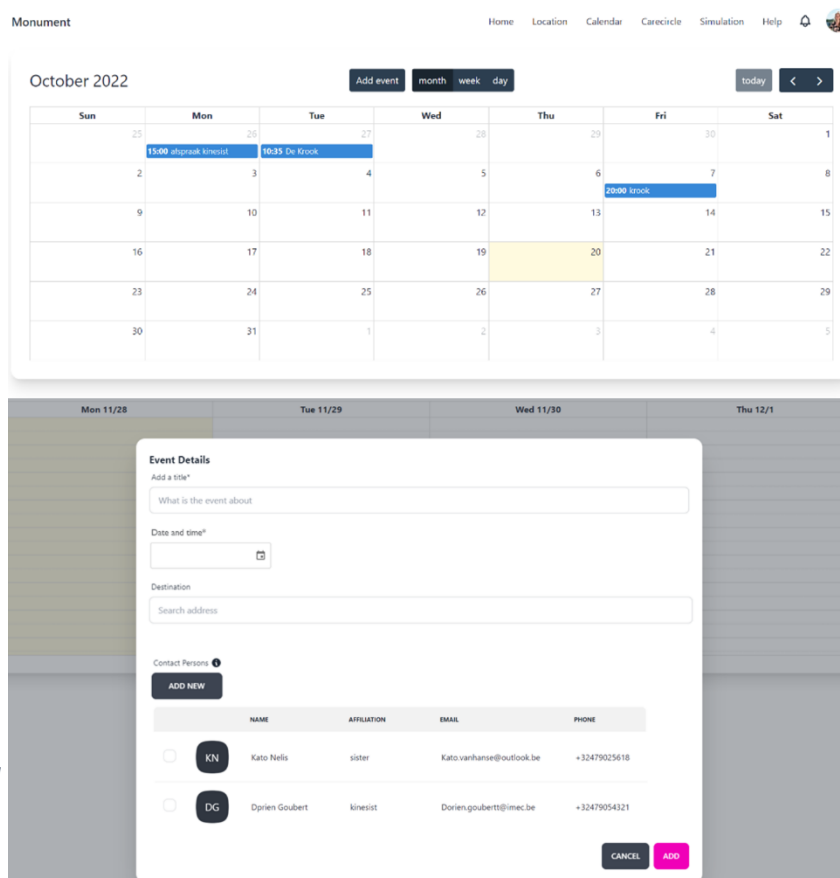 Monument Home Location Calendar Carecircle Simulation Help
October 2022 Add event month week day today
Sun Mon Tue Wed Thu Fri Sat
25 26 27 28 29 30 1
15:00 afspraak kinesist 10:35 De Krook
2 3 4 5 6 7 8
20:00 krook
9 10 11 12 13 14 15
16 17 18 19 20 21 22
23 24 25 26 27 28 29
30 31 1 2 3 4 5
Mon 11/28 Tue 11/29 Wed 11/30 Thu 12/1
Event Details
Add a title*
What is the event about
Date and time*
Destination
Search address
Contact Persons
ADD NEW
NAME AFFILIATION EMAIL PHONE
KN Kato Nelis sister Kato.vanhanse@outlook.be +32479025618
DG Dprien Goubert kinesist Dorien.goubertt@imec.be +32479054321
CANCEL ADD